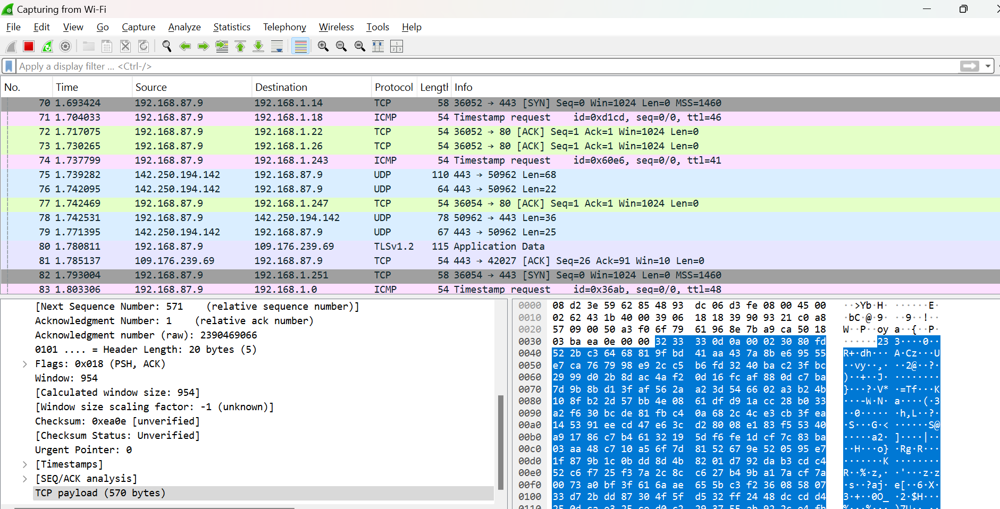 Capturing from Wi-Fi
File Edit View Go Capture Analyze Statistics Telephony Wireless Tools Help
Apply a display filter ... <Ctrl-/>
No. Time Source Destination Protocol Length Info
70 1.693424 192.168.87.9 192.168.1.14 TCP 58 36052 → 443 [SYN] Seq=0 Win=1024 Len=0 MSS=1460
71 1.704033 192.168.87.9 192.168.1.18 ICMP 54 Timestamp request id=0xd1cd, seq=0/0, ttl=46
72 1.717075 192.168.87.9 192.168.1.22 TCP 54 36052 → 80 [ACK] Seq=1 Ack=1 Win=1024 Len=0
73 1.730265 192.168.87.9 192.168.1.26 TCP 54 36052 → 80 [ACK] Seq=1 Ack=1 Win=1024 Len=0
74 1.737799 192.168.87.9 192.168.1.243 ICMP 54 Timestamp request id=0x60e6, seq=0/0, ttl=41
75 1.739282 142.250.194.142 192.168.87.9 UDP 110 443 → 50962 Len=68
76 1.742095 142.250.194.142 192.168.87.9 UDP 64 443 → 50962 Len=22
77 1.742469 192.168.87.9 192.168.1.247 TCP 54 36054 → 80 [ACK] Seq=1 Ack=1 Win=1024 Len=0
78 1.742531 192.168.87.9 142.250.194.142 UDP 78 50962 → 443 Len=36
79 1.771395 142.250.194.142 192.168.87.9 UDP 67 443 → 50962 Len=25
80 1.780811 192.168.87.9 109.176.239.69 TLSv1.2 115 Application Data
81 1.785137 109.176.239.69 192.168.87.9 TCP 54 443 → 42027 [ACK] Seq=26 Ack=91 Win=10 Len=0
82 1.793004 192.168.87.9 192.168.1.251 TCP 58 36054 → 443 [SYN] Seq=0 Win=1024 Len=0 MSS=1460
83 1.803306 192.168.87.9 192.168.1.0 ICMP 54 Timestamp request id=0x36ab, seq=0/0, ttl=48
[Next Sequence Number: 571 (relative sequence number)]
Acknowledgment Number: 1 (relative ack number)
Acknowledgment number (raw): 2390469066
0101 .... = Header Length: 20 bytes (5)
Flags: 0x018 (PSH, ACK)
Window: 954
[Calculated window size: 954]
[Window size scaling factor: -1 (unknown)]
Checksum: 0xea0e [unverified]
[Checksum Status: Unverified]
Urgent Pointer: 0
[Timestamps]
[SEQ/ACK analysis]
TCP payload (570 bytes)
0000 08 d2 3e 59 62 85 48 93 dc 06 d3 fe 08 00 45 00 ··>Yb·H· ······E·
0010 02 62 43 1b 40 00 39 06 18 18 39 90 93 21 c0 a8 ·bC·@·9· ··9··!··
0020 57 09 00 50 a3 f0 6f 79 61 96 8e 7b a9 ca 50 18 W··P··oy a··{··P·
0030 03 ba ea 0e 00 00 32 33 33 0d 0a 00 02 30 80 fd ······23 3····0··
0040 52 2b c3 64 68 81 9f bd 41 aa 43 7a 8b e6 95 55 R+·dh··· A·Cz···U
0050 e7 ca 76 79 98 e9 2c c5 b6 fd 32 40 ba c2 3f bc ··vy··,· ··2@··?·
0060 29 99 d0 2b 8d ac 4a f2 0d 16 fc af 88 0d c7 ba )··+··J· ········
0070 7d 9b 8b d1 3f af 56 2a a2 3d 54 66 02 a3 b2 4b }···?·V* ·=Tf···K
0080 10 8f b2 2d 57 bb 4e 08 61 df d9 1a cc 28 b0 33 ···-W·N· a····(·3
0090 a2 f6 30 bc de 81 fb c4 0a 68 2c 4c e3 cb 3f ea ··0····· ·h,L··?·
00a0 14 53 91 ee cd 47 e6 3c d2 80 08 e1 83 f5 53 40 ·S···G·< ······S@
00b0 a9 17 86 c7 b4 61 32 19 5d f6 fe 1d cf 7c 83 ba ·····a2· ]····|··
00c0 03 aa 48 c7 10 a5 6f 7d 81 52 67 9e 52 05 95 e7 ··H···o} ·Rg·R···
00d0 1f 87 9b 1c 0b dd 8d 4b 82 01 d7 92 da b3 cd c4 ·······K ········
00e0 52 c6 f7 25 f3 7a 2c 8c c6 27 b4 9b a1 7a cf 7a R··%·z,· ·'···z·z
00f0 00 73 a0 bf 3f 61 6a ae 65 5b c3 f2 36 08 58 07 ·s··?aj· e[··6·X·
0100 33 d7 2b dd 87 30 4f 5f d5 32 ff 24 48 dc cd d4 3·+··0O_ ·2·$H···